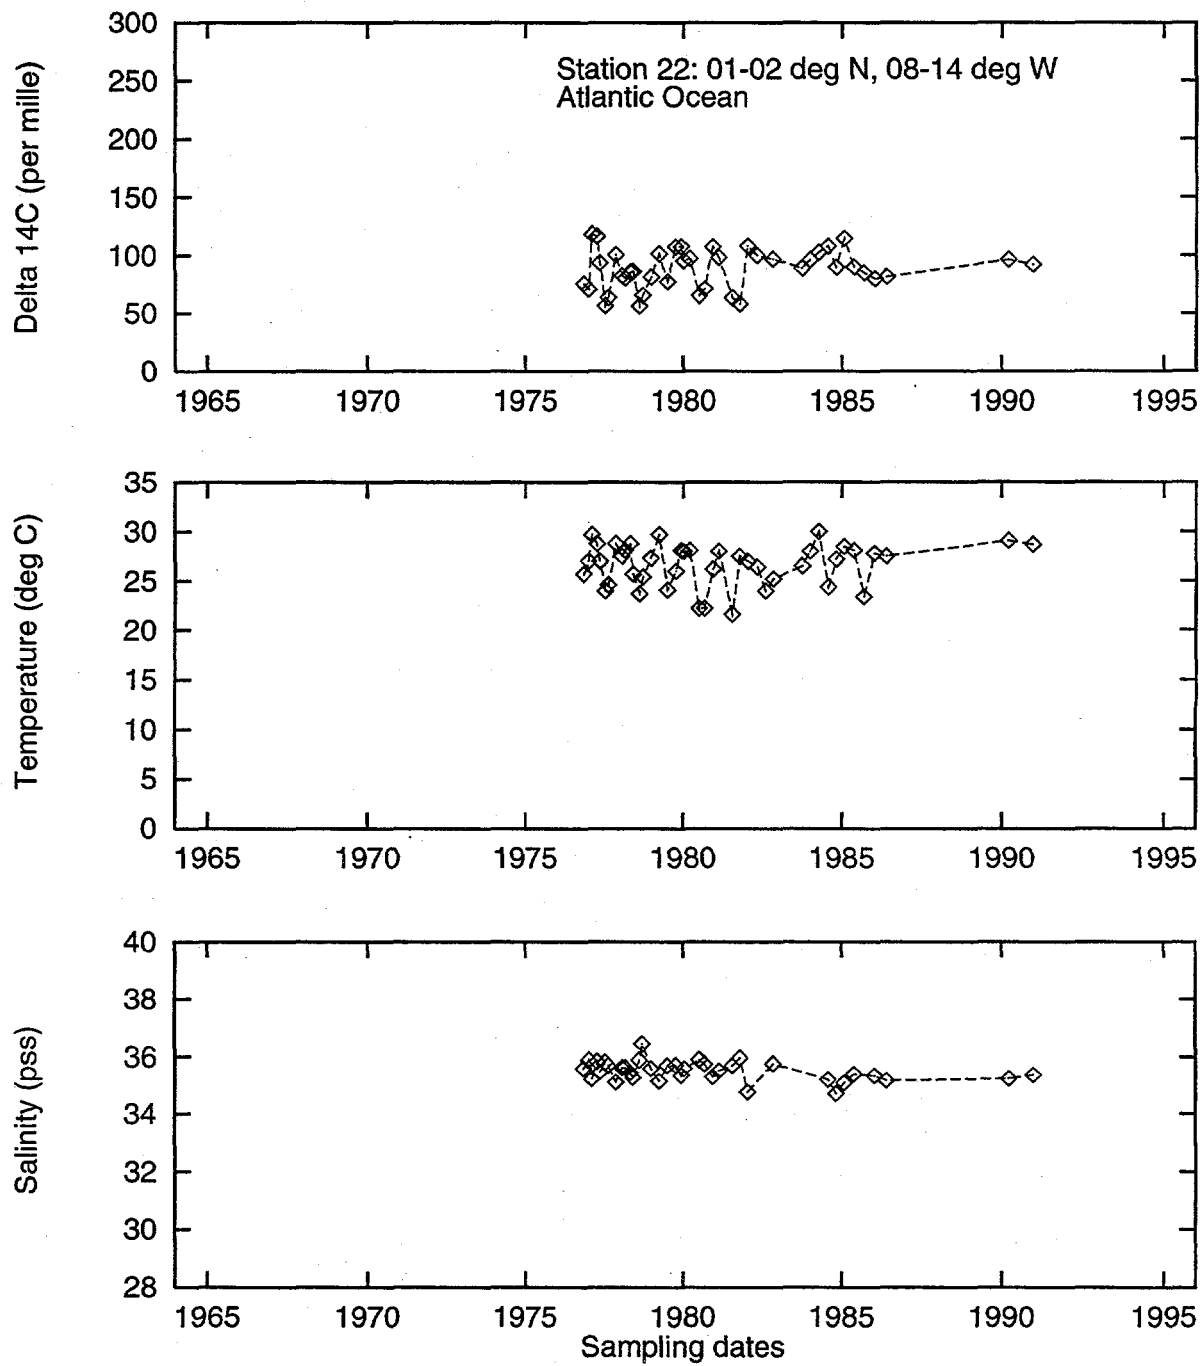 Delta 14C (per mille)
300
250
200
150
100
50
0
Station 22: 01-02 deg N, 08-14 deg W
Atlantic Ocean
1965 1970 1975 1980 1985 1990 1995
Temperature (deg C)
35
30
25
20
15
10
5
0
1965 1970 1975 1980 1985 1990 1995
Salinity (pss)
40
38
36
34
32
30
28
1965 1970 1975 1980 1985 1990 1995
Sampling dates